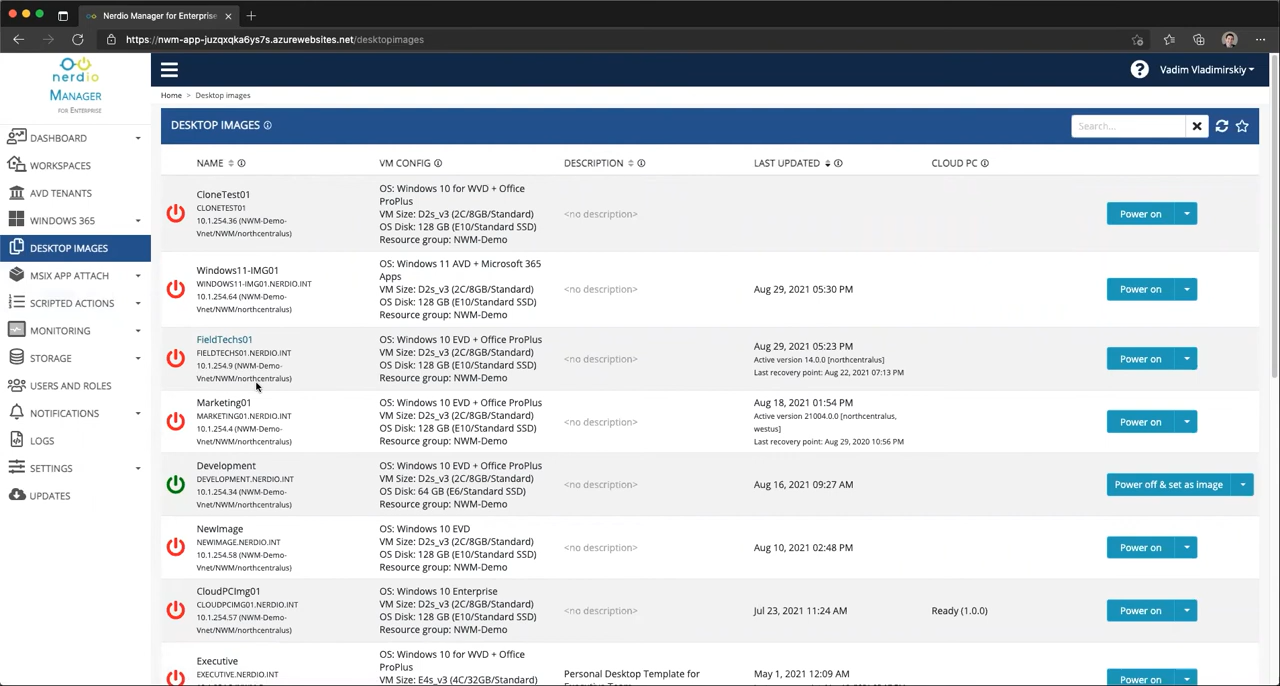 Nerdio Manager for Enterprise
https://nwm-app-juzqxqka6ys7s.azurewebsites.net/desktopimages
nerdio
MANAGER
FOR ENTERPRISE
Vadim Vladimirskiy
Home > Desktop images
DASHBOARD
WORKSPACES
AVD TENANTS
WINDOWS 365
DESKTOP IMAGES
MSIX APP ATTACH
SCRIPTED ACTIONS
MONITORING
STORAGE
USERS AND ROLES
NOTIFICATIONS
LOGS
SETTINGS
UPDATES
DESKTOP IMAGES
Search...
NAME
VM CONFIG
DESCRIPTION
LAST UPDATED
CLOUD PC
CloneTest01
CLONETEST01
10.1.254.36 (NWM-Demo-
Vnet/NWM/northcentralus)
OS: Windows 10 for WVD + Office
ProPlus
VM Size: D2s_v3 (2C/8GB/Standard)
OS Disk: 128 GB (E10/Standard SSD)
Resource group: NWM-Demo
<no description>
Power on
Windows11-IMG01
WINDOWS11-IMG01.NERDIO.INT
10.1.254.64 (NWM-Demo-
Vnet/NWM/northcentralus)
OS: Windows 11 AVD + Microsoft 365
Apps
VM Size: D2s_v3 (2C/8GB/Standard)
OS Disk: 128 GB (E10/Standard SSD)
Resource group: NWM-Demo
<no description>
Aug 29, 2021 05:30 PM
Power on
FieldTechs01
FIELDTECHS01.NERDIO.INT
10.1.254.9 (NWM-Demo-
Vnet/NWM/northcentralus)
OS: Windows 10 EVD + Office ProPlus
VM Size: D2s_v3 (2C/8GB/Standard)
OS Disk: 128 GB (E10/Standard SSD)
Resource group: NWM-Demo
<no description>
Aug 29, 2021 05:23 PM
Active version 14.0.0 [northcentralus]
Last recovery point: Aug 22, 2021 07:13 PM
Power on
Marketing01
MARKETING01.NERDIO.INT
10.1.254.4 (NWM-Demo-
Vnet/NWM/northcentralus)
OS: Windows 10 EVD + Office ProPlus
VM Size: D2s_v3 (2C/8GB/Standard)
OS Disk: 128 GB (E10/Standard SSD)
Resource group: NWM-Demo
<no description>
Aug 18, 2021 01:54 PM
Active version 21004.0.0 [northcentralus,
westus]
Last recovery point: Aug 29, 2020 10:56 PM
Power on
Development
DEVELOPMENT.NERDIO.INT
10.1.254.34 (NWM-Demo-
Vnet/NWM/northcentralus)
OS: Windows 10 EVD + Office ProPlus
VM Size: D2s_v3 (2C/8GB/Standard)
OS Disk: 64 GB (E6/Standard SSD)
Resource group: NWM-Demo
<no description>
Aug 16, 2021 09:27 AM
Power off & set as image
NewImage
NEWIMAGE.NERDIO.INT
10.1.254.58 (NWM-Demo-
Vnet/NWM/northcentralus)
OS: Windows 10 EVD
VM Size: D2s_v3 (2C/8GB/Standard)
OS Disk: 128 GB (E10/Standard SSD)
Resource group: NWM-Demo
<no description>
Aug 10, 2021 02:48 PM
Power on
CloudPCImg01
CLOUDPCIMG01.NERDIO.INT
10.1.254.57 (NWM-Demo-
Vnet/NWM/northcentralus)
OS: Windows 10 Enterprise
VM Size: D2s_v3 (2C/8GB/Standard)
OS Disk: 128 GB (E10/Standard SSD)
Resource group: NWM-Demo
<no description>
Jul 23, 2021 11:24 AM
Ready (1.0.0)
Power on
Executive
EXECUTIVE.NERDIO.INT
OS: Windows 10 for WVD + Office
ProPlus
VM Size: E4s_v3 (4C/32GB/Standard)
Personal Desktop Template for
May 1, 2021 12:09 AM
Power on